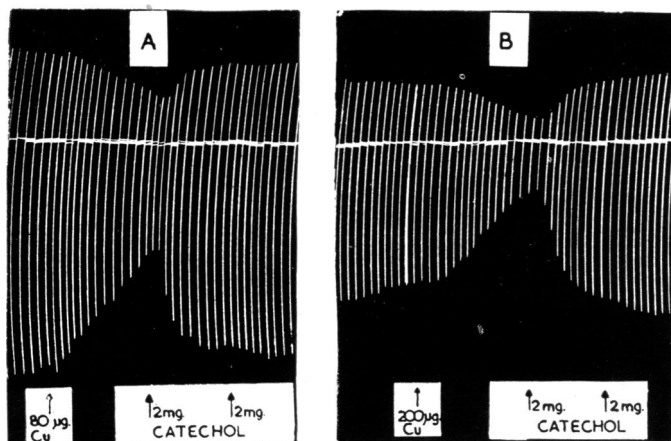 A
80 µg.
Cu
2mg. 2mg.
CATECHOL
B
200µg.
Cu
2mg. 2mg.
CATECHOL